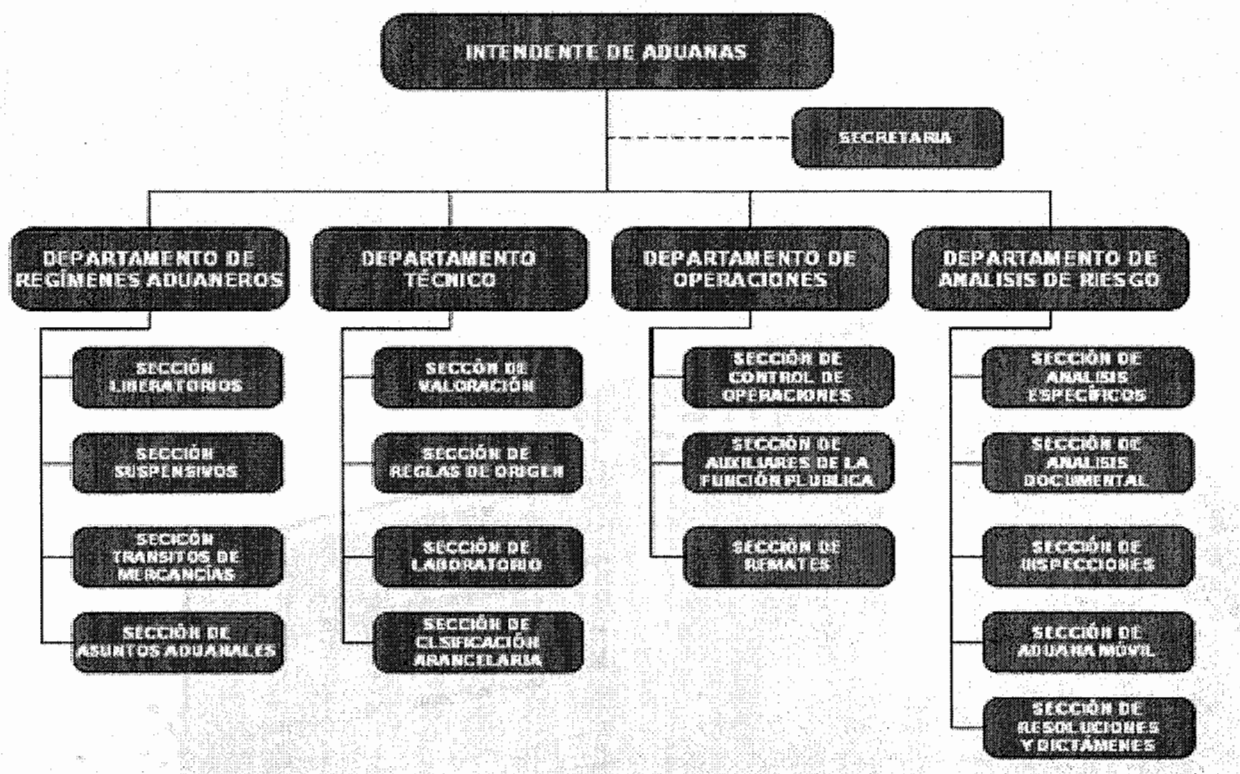 INTENDENTE DE ADUANAS
SECRETARIA
DEPARTAMENTO DE
REGÍMENES ADUANEROS
DEPARTAMENTO
TÉCNICO
DEPARTAMENTO DE
OPERACIONES
DEPARTAMENTO DE
ANALISIS DE RIESGO
SECCIÓN
LIBERATORIOS
SECCIÓN
SUSPENSIVOS
SECICÓN
TRANSITOS DE
MERCANCÍAS
SECCIÓN DE
ASUNTOS ADUANALES
SECCÓN DE
VALORACIÓN
SECCIÓN DE
REGLAS DE ORIGEN
SECCIÓN DE
LABORATORIO
SECCIÓN DE
CLSIFICACIÓN
ARANCELARIA
SECCIÓN DE
CONTROL DE
OPERACIONES
SECCIÓN DE
AUXILIARES DE LA
FUNCIÓN PLUBLICA
SECCIÓN DE
REMATES
SECCIÓN DE
ANALISIS
ESPECÍFICOS
SECCIÓN DE
ANALISIS
DOCUMENTAL
SECCIÓN DE
INSPECCIONES
SECCIÓN DE
ADUANA MÓVIL
SECCIÓN DE
RESOLUCIONES
Y DICTÁMENES